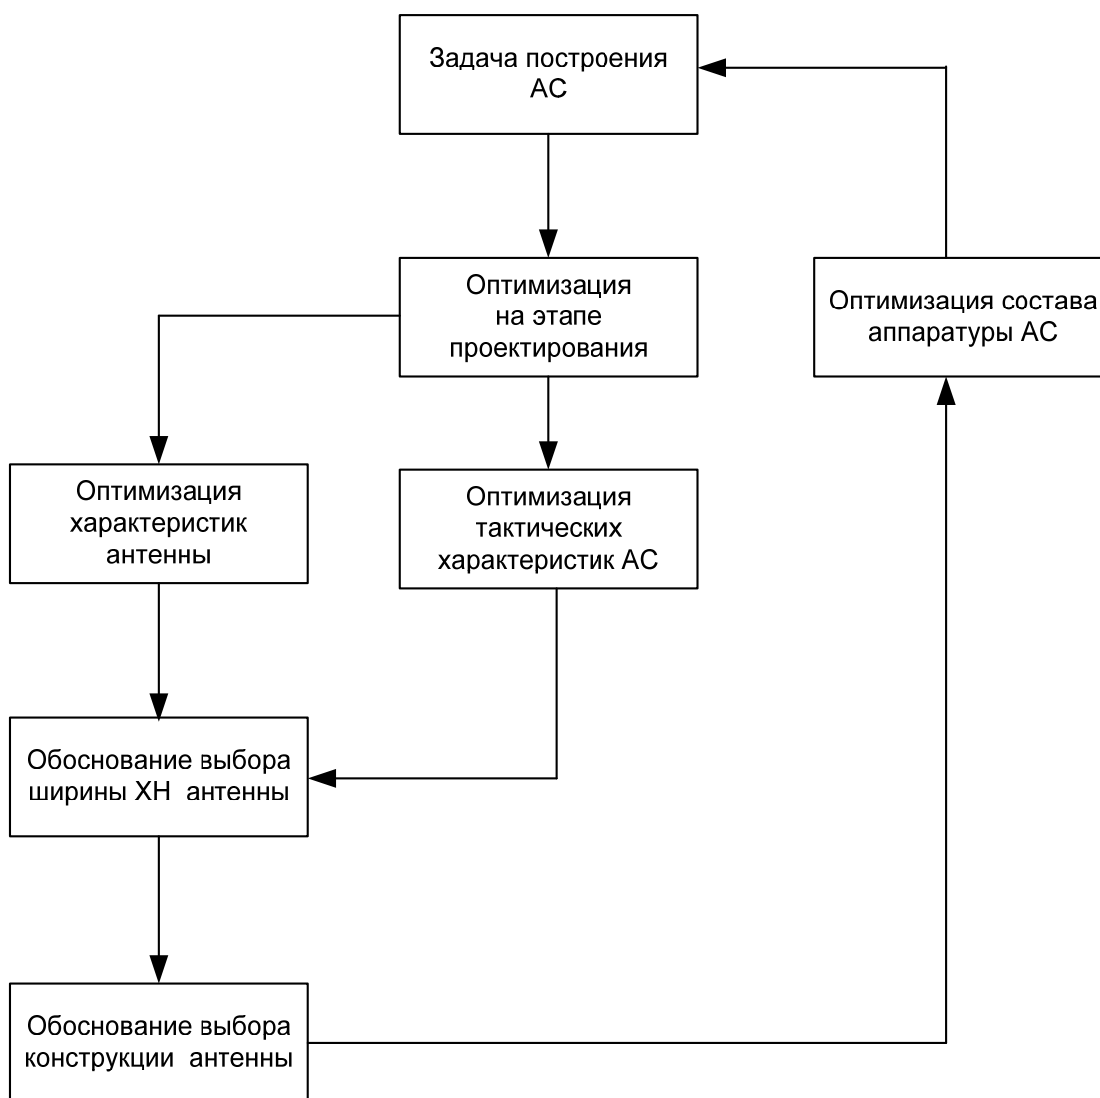 Задача построения
АС
Оптимизация
на этапе
проектирования
Оптимизация состава
аппаратуры АС
Оптимизация
характеристик
антенны
Оптимизация
тактических
характеристик АС
Обоснование выбора
ширины ХН антенны
Обоснование выбора
конструкции антенны